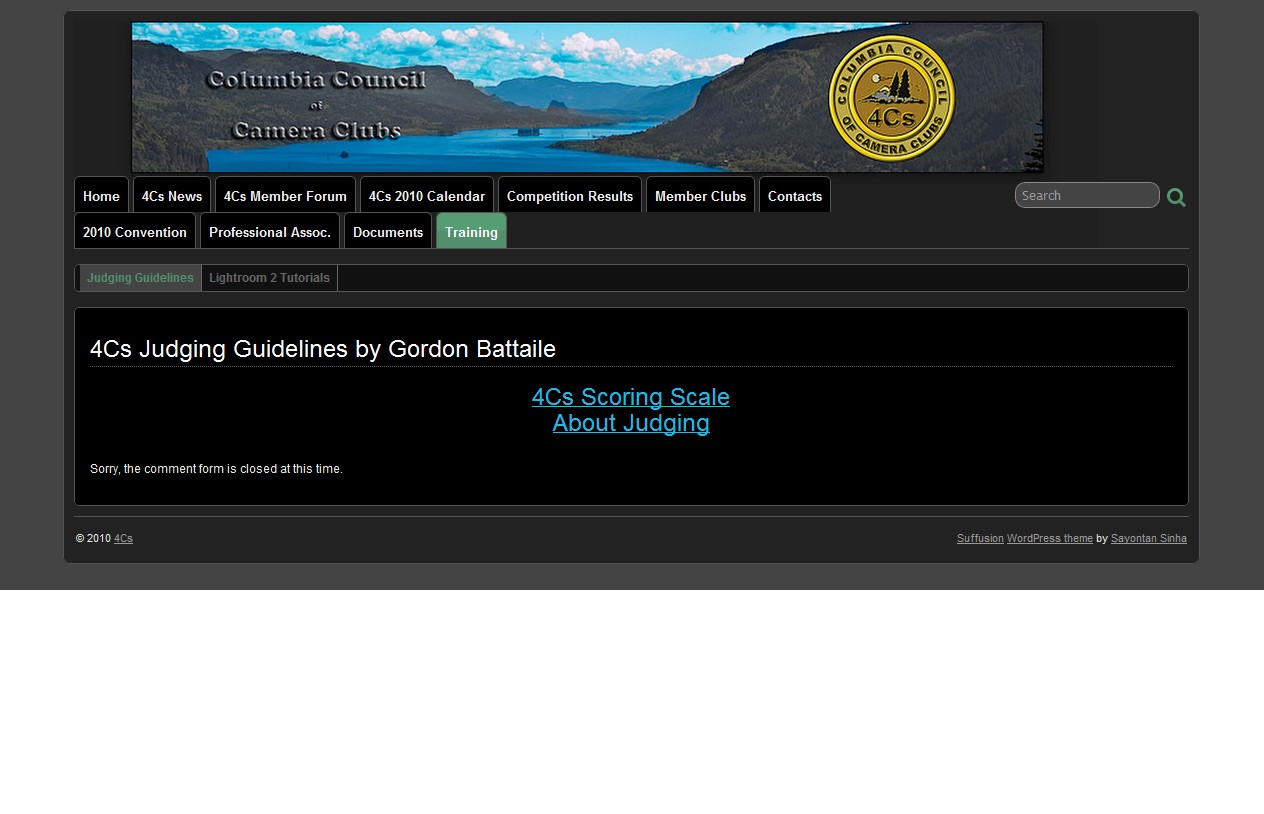 Columbia Council
of
Camera Clubs
COLUMBIA COUNCIL
4Cs
OF CAMERA CLUBS
Home 4Cs News 4Cs Member Forum 4Cs 2010 Calendar Competition Results Member Clubs Contacts Search
2010 Convention Professional Assoc. Documents Training
Judging Guidelines Lightroom 2 Tutorials
4Cs Judging Guidelines by Gordon Battaile
4Cs Scoring Scale
About Judging
Sorry, the comment form is closed at this time.
© 2010 4Cs Suffusion WordPress theme by Sayontan Sinha